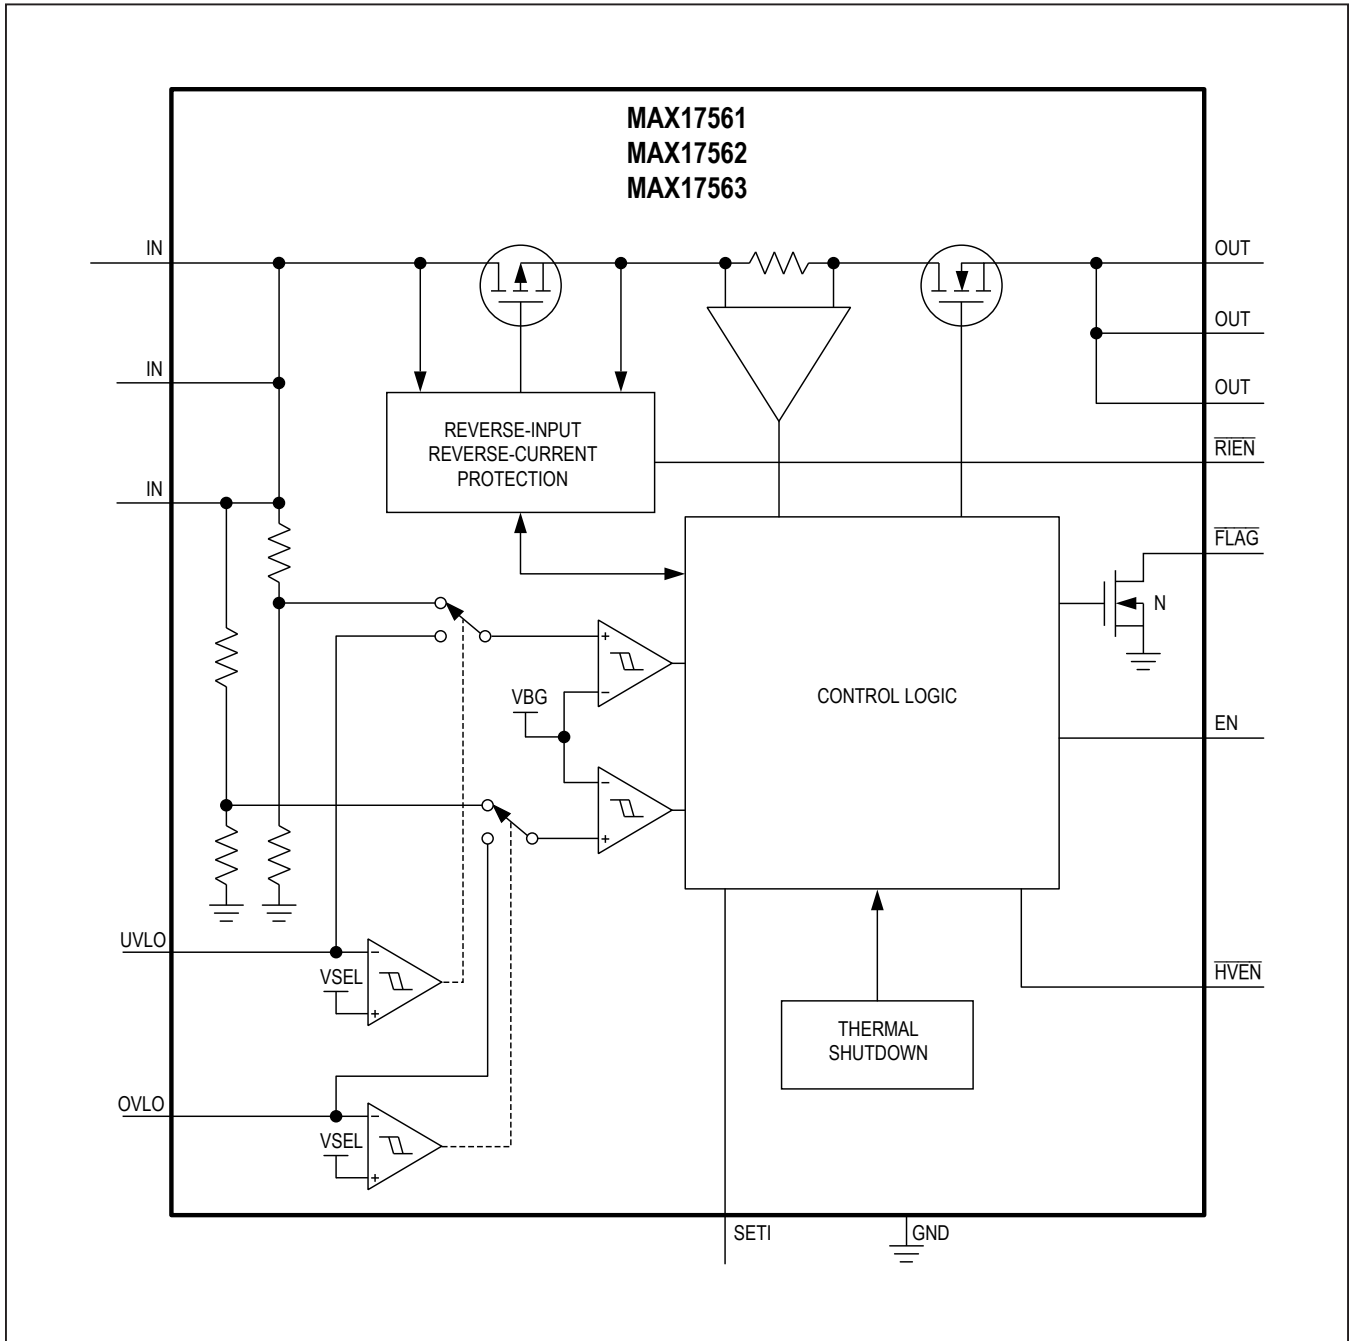 MAX17561
MAX17562
MAX17563
IN
OUT
OUT
IN
OUT
REVERSE-INPUT
REVERSE-CURRENT
PROTECTION
RIEN
IN
FLAG
N
+
−
VBG
CONTROL LOGIC
EN
−
+
UVLO
−
VSEL
+
HVEN
THERMAL
SHUTDOWN
OVLO
−
VSEL
+
SETI
GND